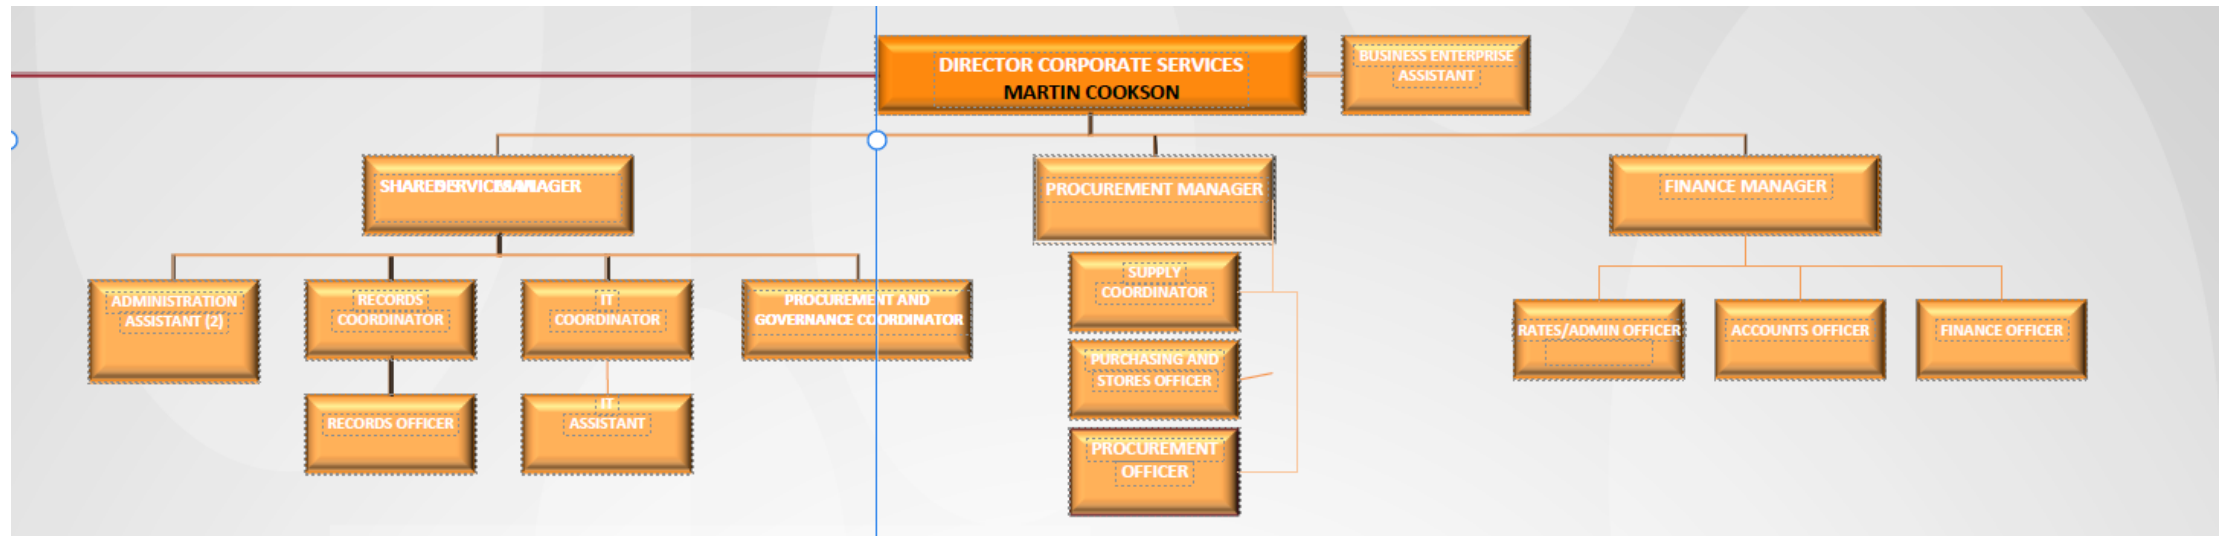 DIRECTOR CORPORATE SERVICES
MARTIN COOKSON
BUSINESS ENTERPRISE
ASSISTANT
MANAGER
PROCUREMENT MANAGER
FINANCE MANAGER
ADMINISTRATION
ASSISTANT (2)
RECORDS
COORDINATOR
IT
COORDINATOR
PROCUREMENT AND
GOVERNANCE COORDINATOR
SUPPLY
COORDINATOR
RATES/ADMIN OFFICER
ACCOUNTS OFFICER
FINANCE OFFICER
PURCHASING AND
STORES OFFICER
RECORDS OFFICER
IT
ASSISTANT
PROCUREMENT
OFFICER